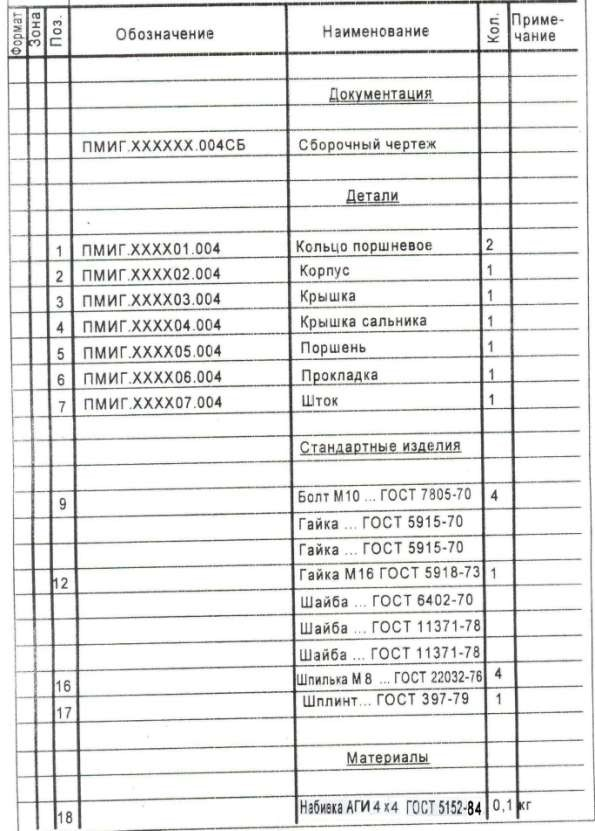 Формат Зона Поз. Обозначение Наименование Кол. Приме-
чание
Документация
ПМИГ.XXXXXX.004СБ Сборочный чертеж
Детали
1 ПМИГ.XXXX01.004 Кольцо поршневое 2
2 ПМИГ.XXXX02.004 Корпус 1
3 ПМИГ.XXXX03.004 Крышка 1
4 ПМИГ.XXXX04.004 Крышка сальника 1
5 ПМИГ.XXXX05.004 Поршень 1
6 ПМИГ.XXXX06.004 Прокладка 1
7 ПМИГ.XXXX07.004 Шток 1
Стандартные изделия
9 Болт М10 ... ГОСТ 7805-70 4
Гайка ... ГОСТ 5915-70
Гайка ... ГОСТ 5915-70
12 Гайка М16 ГОСТ 5918-73 1
Шайба ... ГОСТ 6402-70
Шайба ... ГОСТ 11371-78
Шайба ... ГОСТ 11371-78
16 Шпилька М 8 ... ГОСТ 22032-76 4
17 Шплинт... ГОСТ 397-79 1
Материалы
18 Набивка АГИ 4 х 4 ГОСТ 5152-84 0,1 кг